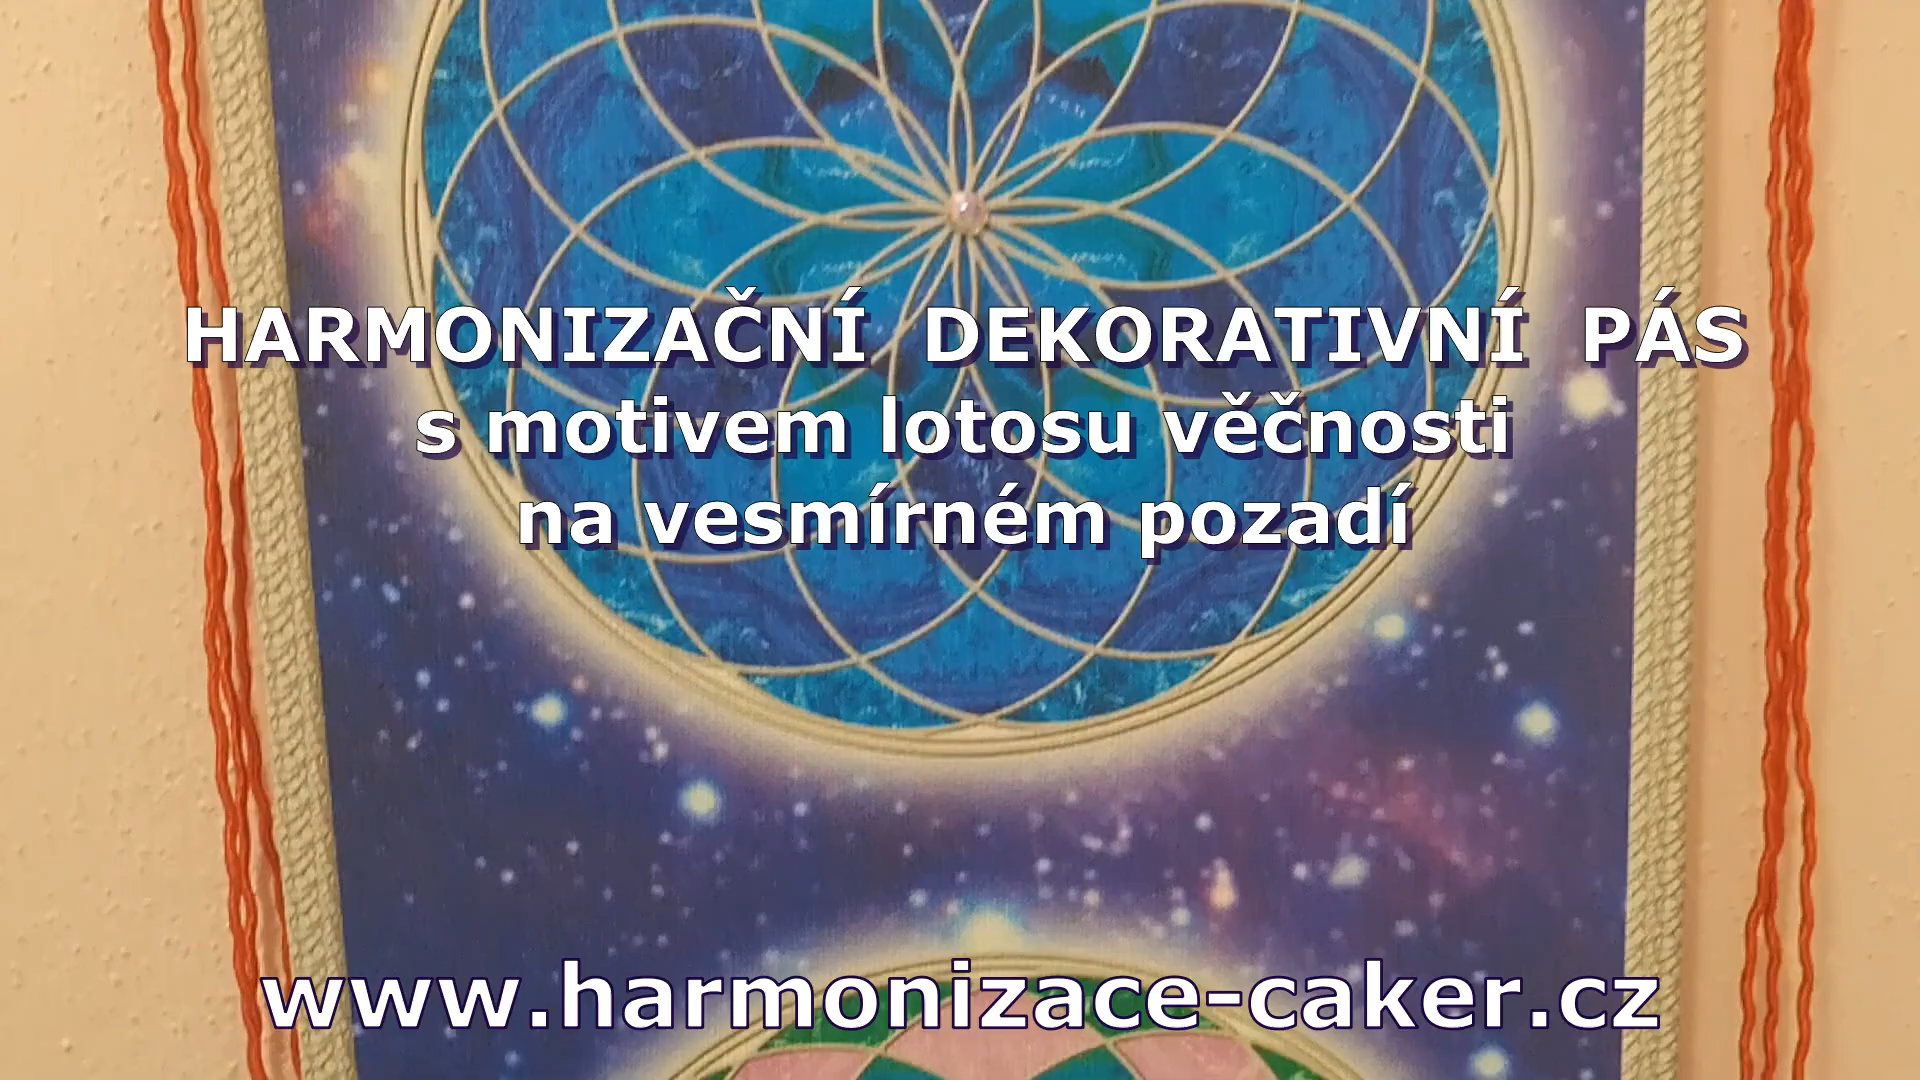 HARMONIZAČNÍ DEKORATIVNÍ PÁS
s motivem lotosu věčnosti
na vesmírném pozadí
www.harmonizace-caker.cz